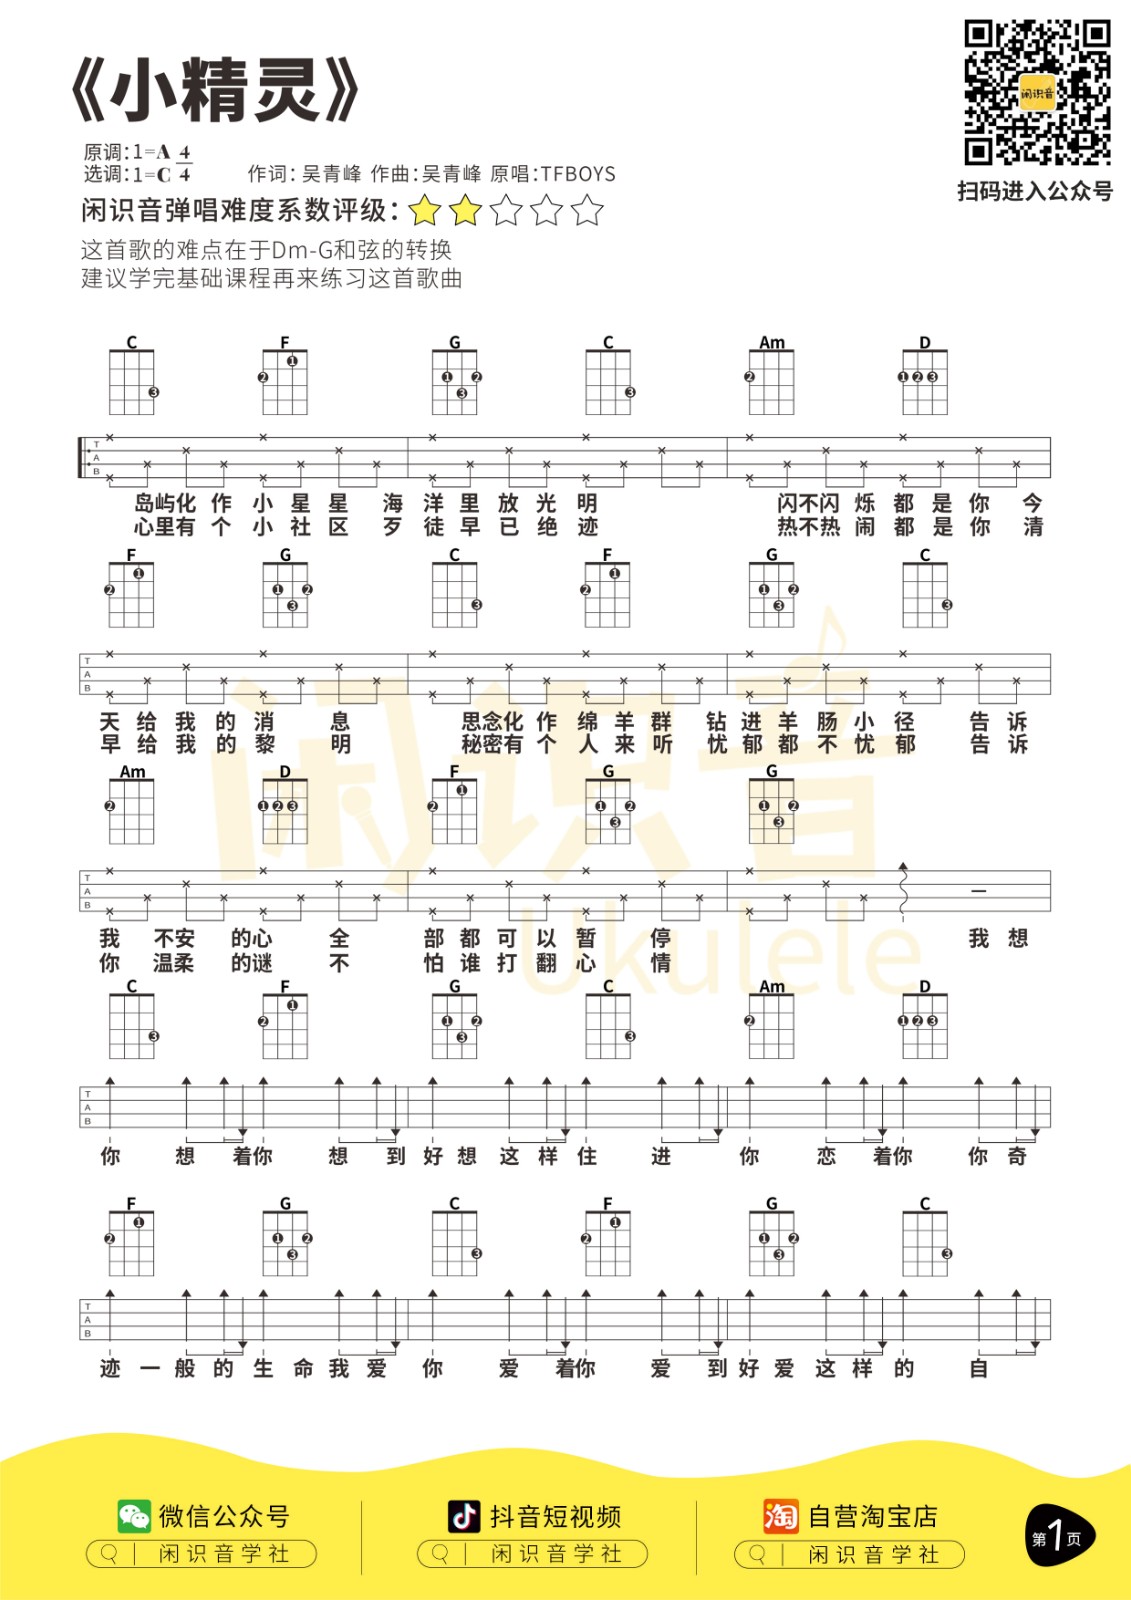 《小精灵》
闲识音
扫码进入公众号
原调:1=A 4/4
选调:1=C
作词：吴青峰 作曲:吴青峰 原唱:TFBOYS
闲识音弹唱难度系数评级：
这首歌的难点在于Dm-G和弦的转换
建议学完基础课程再来练习这首歌曲
C F G C Am D
T A B
岛屿化 作 小 星 星 海 洋 里 放 光 明 闪不闪 烁 都 是 你 今
心里有 个 小 社 区 歹 徒 早 已 绝 迹 热不热 闹 都 是 你 清
F G C F G C
T A B
天 给 我 的 消 息 思念化 作 绵 羊 群 钻 进 羊 肠 小 径 告 诉
早 给 我 的 黎 明 秘密有 个 人 来 听 忧 郁 都 不 忧 郁 告 诉
闲识音
Am D F G G
T A B
我 不安 的心 全 部 都 可 以 暂 停 我 想
你 温柔 的谜 不 怕 谁 打 翻 心 情
Ukulele
C F G C Am D
T A B
你 想 着你 想 到 好 想 这 样 住 进 你 恋 着你 你 奇
F G C F G C
T A B
迹 一 般 的 生 命 我 爱 你 爱 着你 爱 到 好 爱 这 样 的 自
微信公众号 抖音短视频 淘 自营淘宝店
闲识音学社 闲识音学社 闲识音学社
第1页